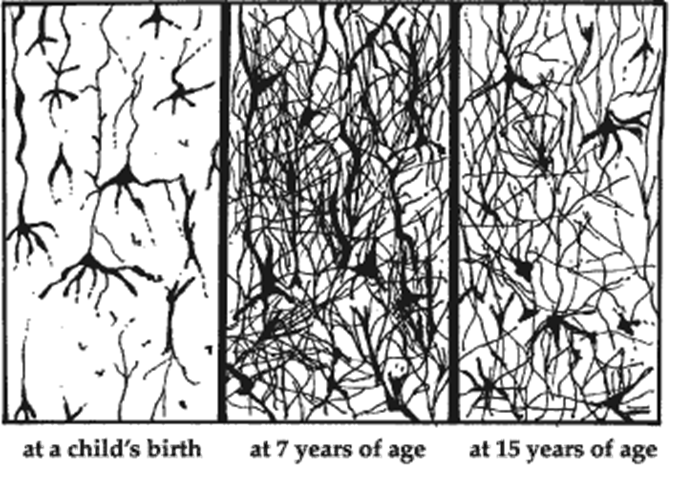 at a child's birth
at 7 years of age
at 15 years of age